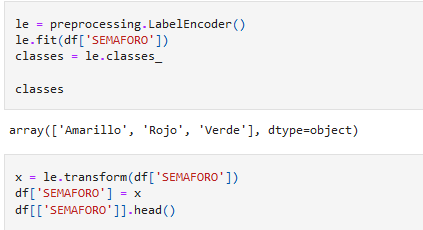 le = preprocessing.LabelEncoder()
le.fit(df['SEMAFORO'])
classes = le.classes_
classes
array(['Amarillo', 'Rojo', 'Verde'], dtype=object)
x = le.transform(df['SEMAFORO'])
df['SEMAFORO'] = x
df[['SEMAFORO']].head()